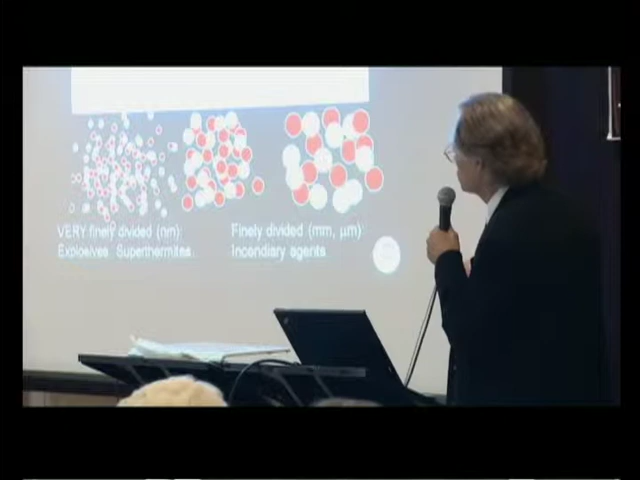 VERY finely divided (nm):
Explosives Superthermites
Finely divided (mm, µm):
Incendiary agents